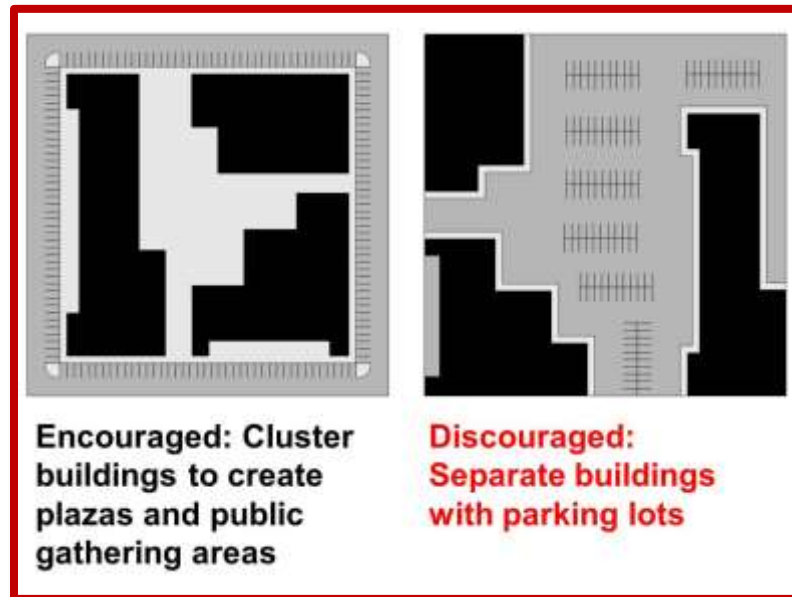 Encouraged: Cluster
buildings to create
plazas and public
gathering areas
Discouraged:
Separate buildings
with parking lots